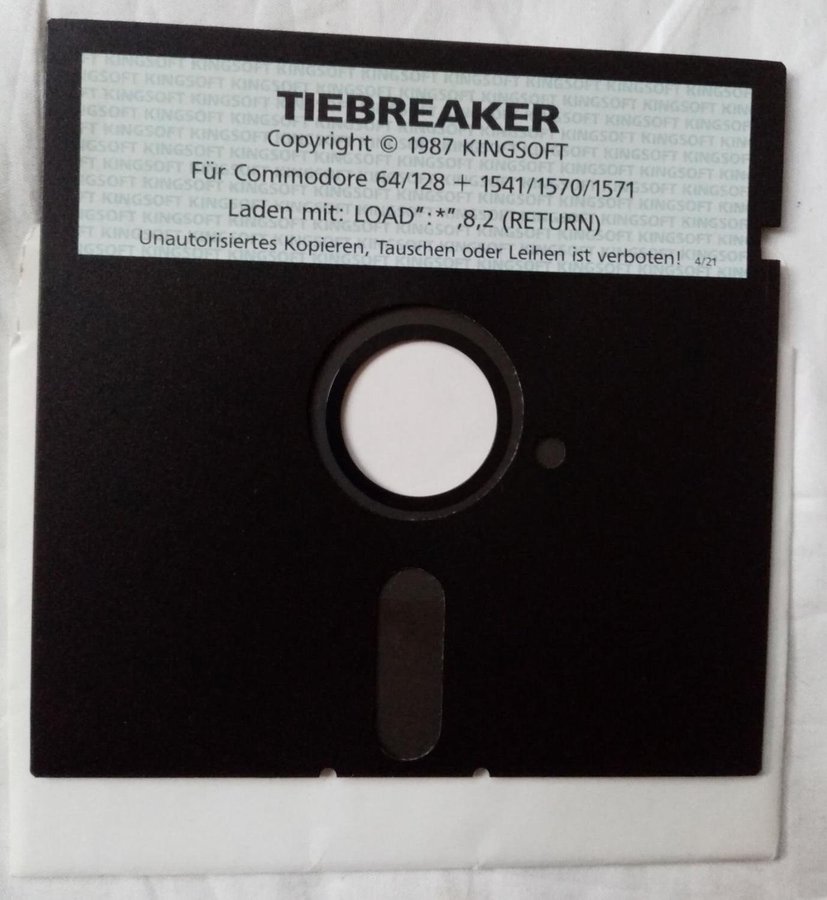 TIEBREAKER
Copyright © 1987 KINGSOFT
Für Commodore 64/128 + 1541/1570/1571
Laden mit: LOAD":*",8,2 (RETURN)
Unautorisiertes Kopieren, Tauschen oder Leihen ist verboten! 4/21